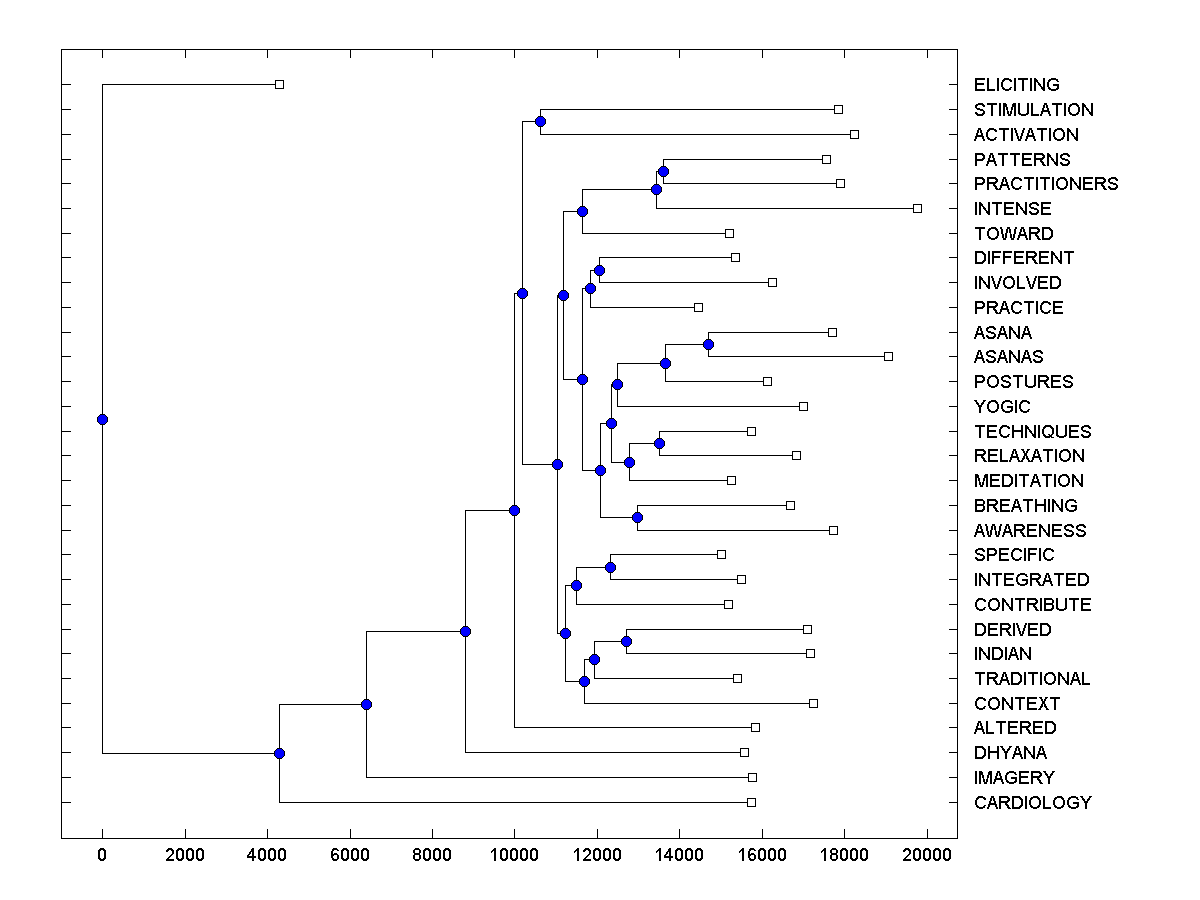 ELICITING
STIMULATION
ACTIVATION
PATTERNS
PRACTITIONERS
INTENSE
TOWARD
DIFFERENT
INVOLVED
PRACTICE
ASANA
ASANAS
POSTURES
YOGIC
TECHNIQUES
RELAXATION
MEDITATION
BREATHING
AWARENESS
SPECIFIC
INTEGRATED
CONTRIBUTE
DERIVED
INDIAN
TRADITIONAL
CONTEXT
ALTERED
DHYANA
IMAGERY
CARDIOLOGY
0 2000 4000 6000 8000 10000 12000 14000 16000 18000 20000